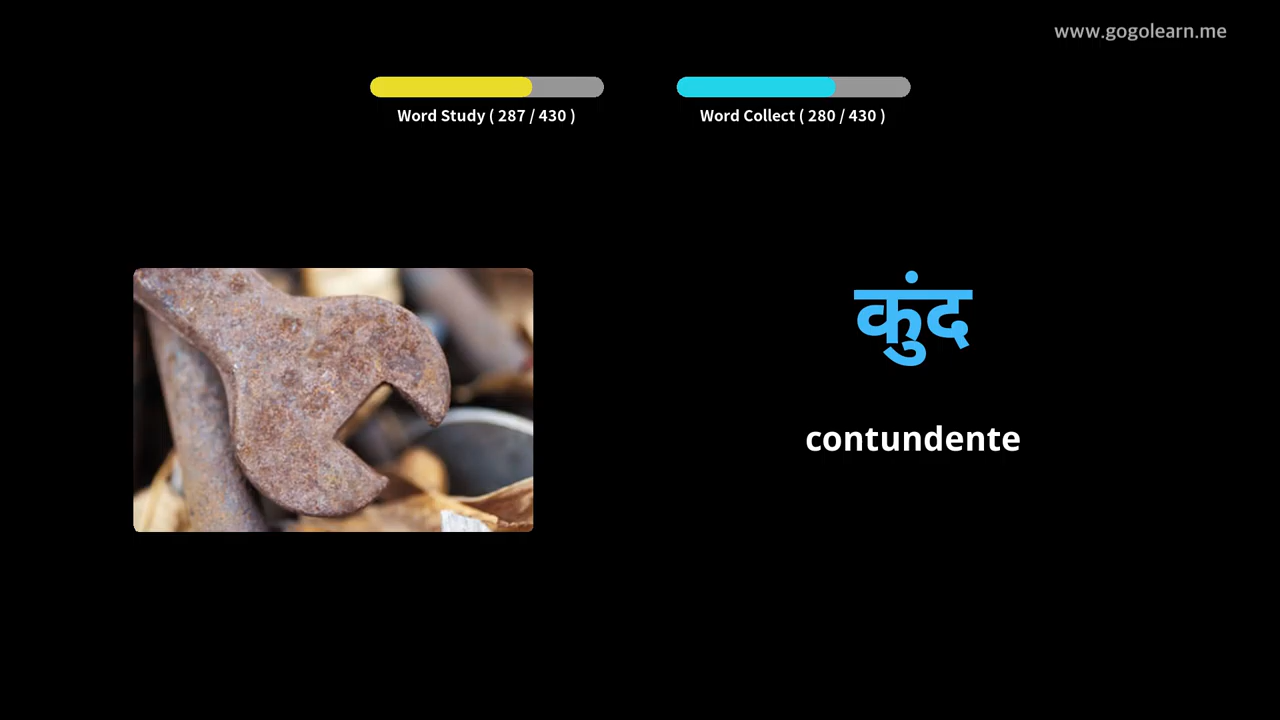 www.gogolearn.me
Word Study ( 287 / 430 )
Word Collect ( 280 / 430 )
कुंद
contundente